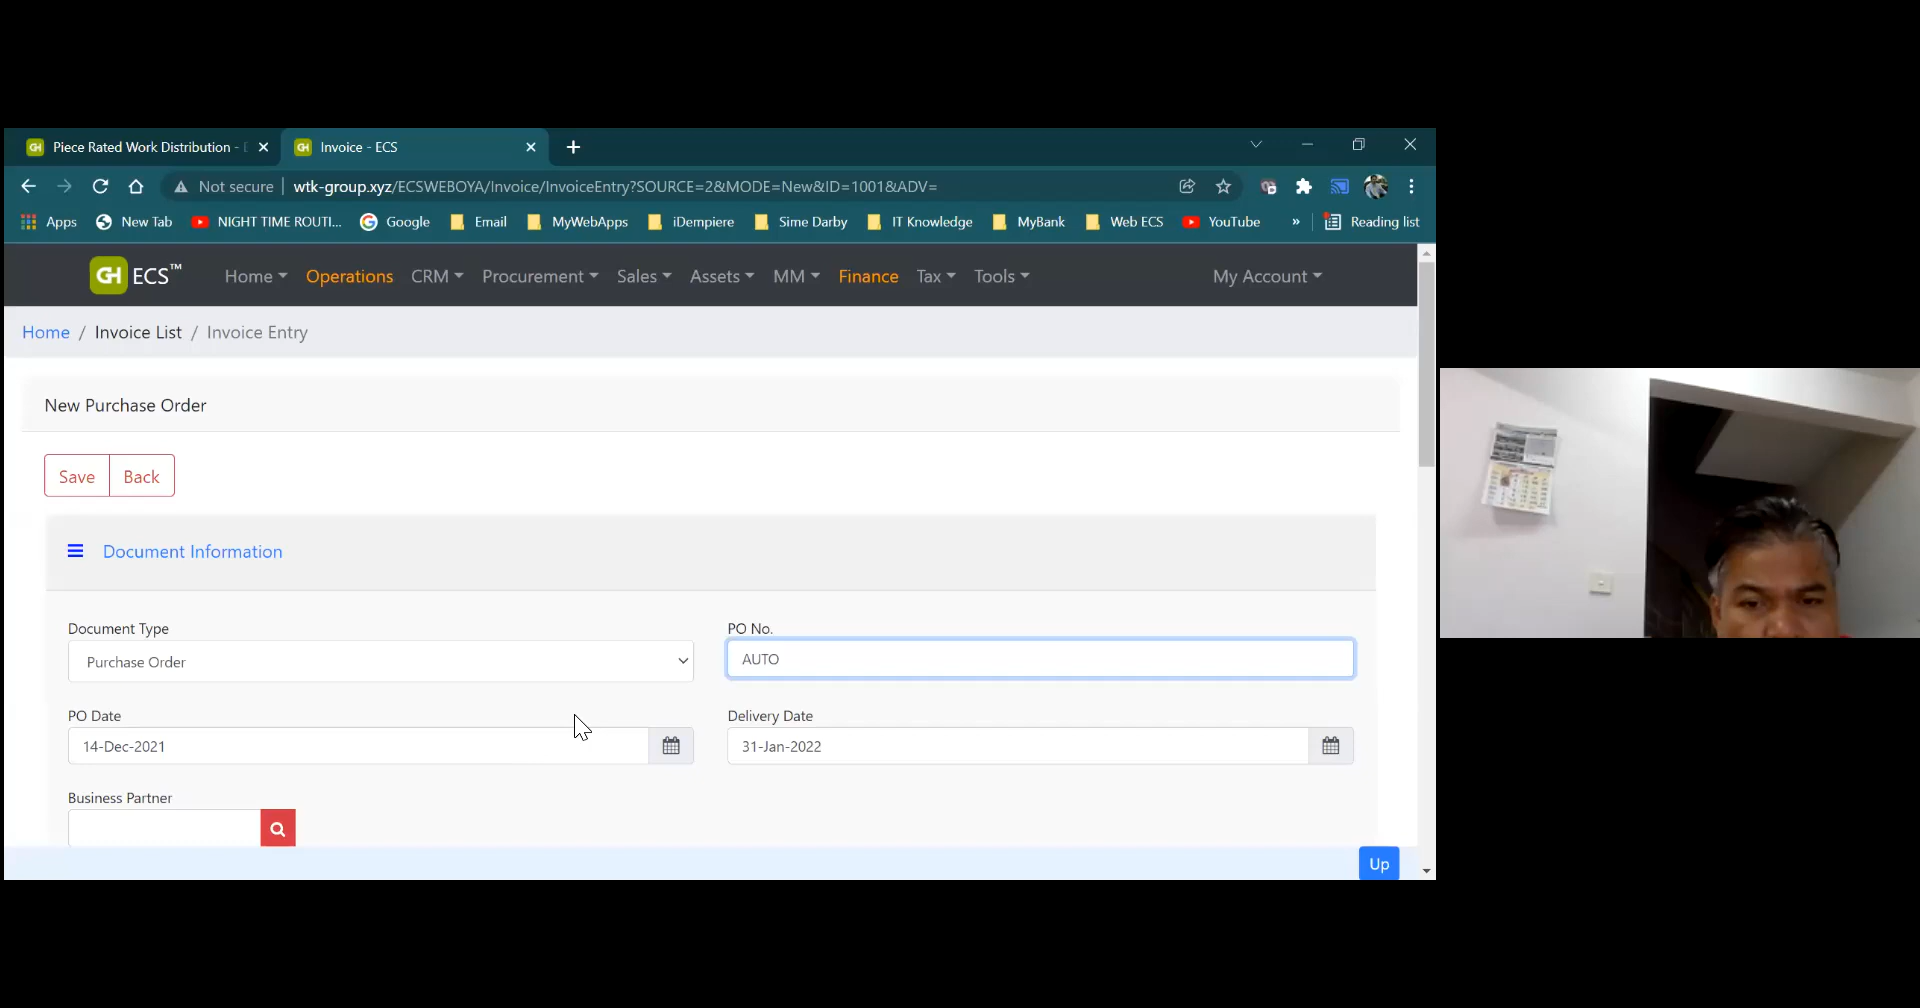 Piece Rated Work Distribution -
Invoice - ECS
Not secure
wtk-group.xyz/ECSWEBOYA/Invoice/InvoiceEntry?SOURCE=2&MODE=New&ID=1001&ADV=
Apps New Tab NIGHT TIME ROUTI... Google Email MyWebApps iDempiere Sime Darby IT Knowledge MyBank Web ECS YouTube » Reading list
GH ECS™ Home Operations CRM Procurement Sales Assets MM Finance Tax Tools My Account
Home / Invoice List / Invoice Entry
New Purchase Order
Save Back
Document Information
Document Type
Purchase Order
PO No.
AUTO
PO Date
14-Dec-2021
Delivery Date
31-Jan-2022
Business Partner
Up